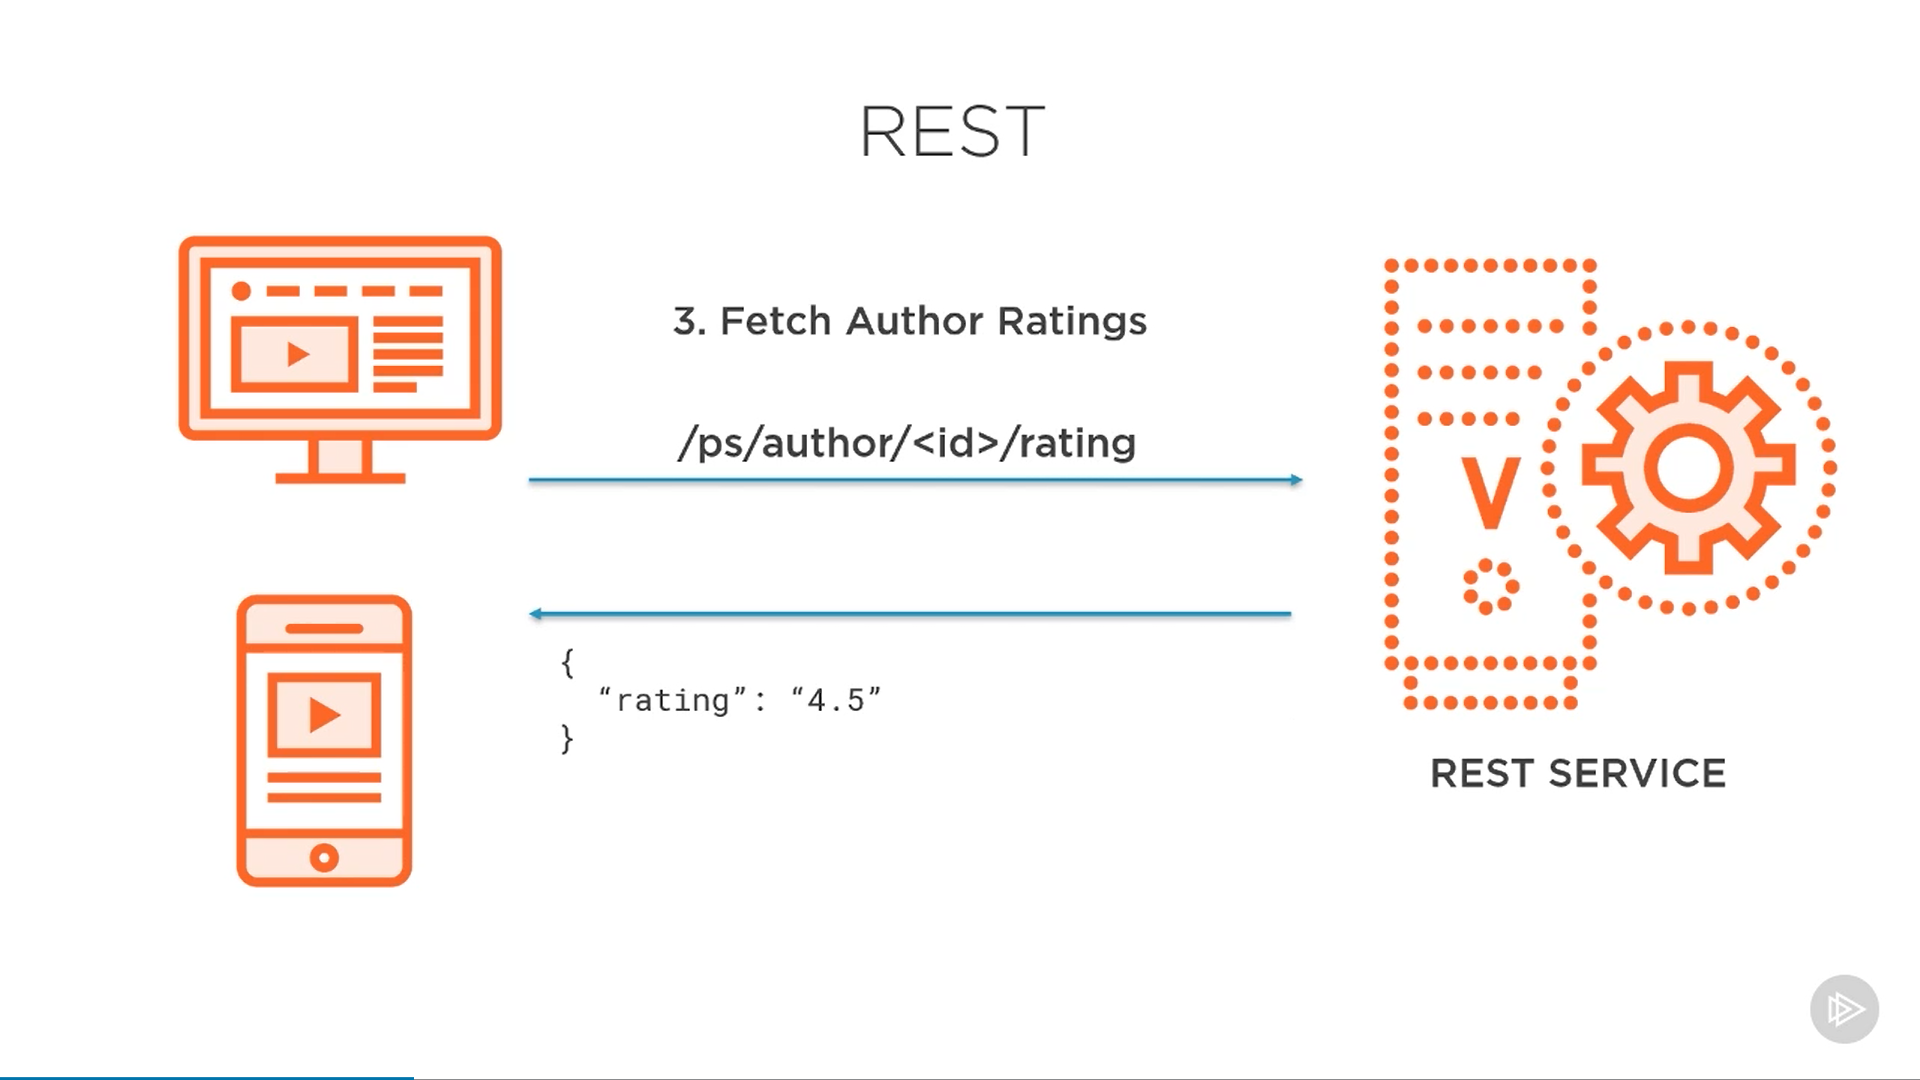 REST
3. Fetch Author Ratings
/ps/author/<id>/rating
{
“rating”: “4.5”
}
REST SERVICE